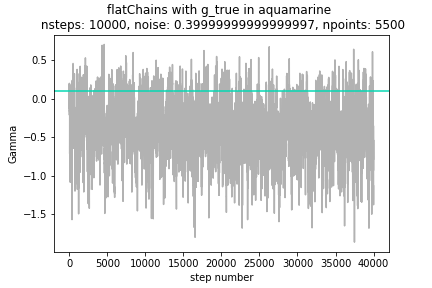 flatChains with g_true in aquamarine
nsteps: 10000, noise: 0.39999999999999997, npoints: 5500
0.5
0.0
−0.5
−1.0
−1.5
Gamma
0 5000 10000 15000 20000 25000 30000 35000 40000
step number